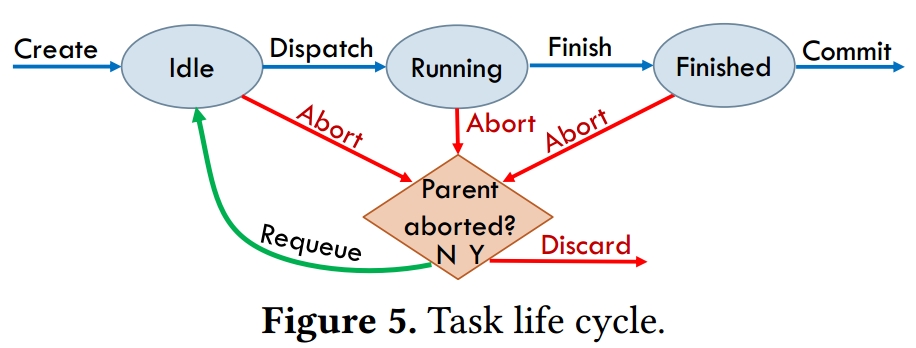 Create
Idle
Dispatch
Running
Finish
Finished
Commit
Abort
Abort
Abort
Parent
aborted?
N Y
Requeue
Discard
Figure 5. Task life cycle.